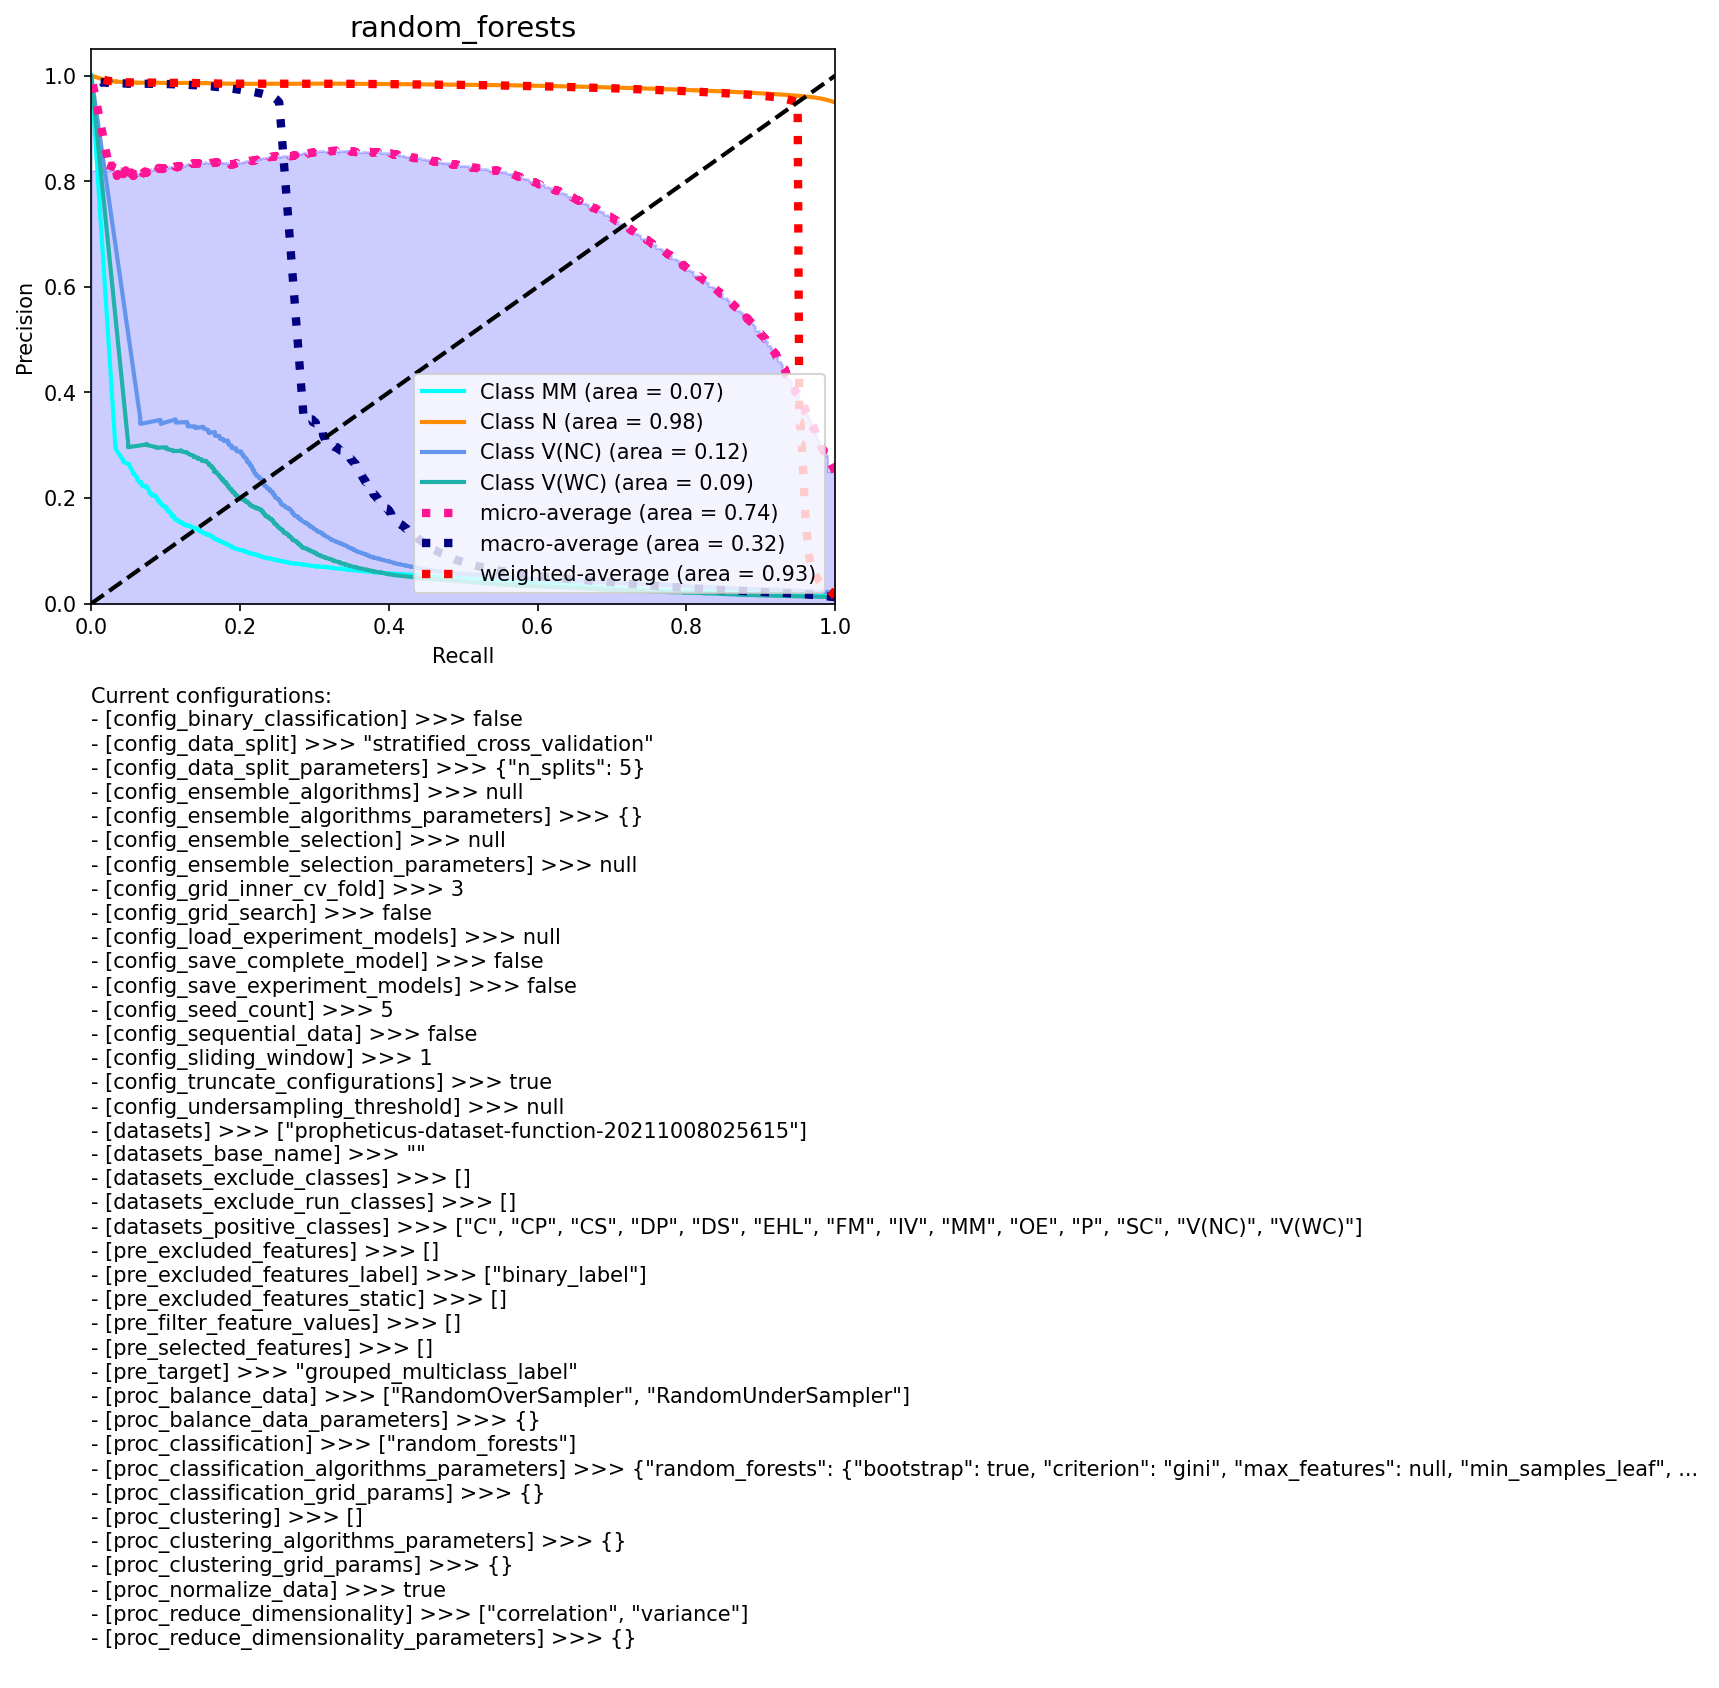 random_forests
1.0
0.8
0.6
0.4
0.2
0.0
Precision
Class MM (area = 0.07)
Class N (area = 0.98)
Class V(NC) (area = 0.12)
Class V(WC) (area = 0.09)
micro-average (area = 0.74)
macro-average (area = 0.32)
weighted-average (area = 0.93)
0.0 0.2 0.4 0.6 0.8 1.0
Recall
Current configurations:
- [config_binary_classification] >>> false
- [config_data_split] >>> "stratified_cross_validation"
- [config_data_split_parameters] >>> {"n_splits": 5}
- [config_ensemble_algorithms] >>> null
- [config_ensemble_algorithms_parameters] >>> {}
- [config_ensemble_selection] >>> null
- [config_ensemble_selection_parameters] >>> null
- [config_grid_inner_cv_fold] >>> 3
- [config_grid_search] >>> false
- [config_load_experiment_models] >>> null
- [config_save_complete_model] >>> false
- [config_save_experiment_models] >>> false
- [config_seed_count] >>> 5
- [config_sequential_data] >>> false
- [config_sliding_window] >>> 1
- [config_truncate_configurations] >>> true
- [config_undersampling_threshold] >>> null
- [datasets] >>> ["propheticus-dataset-function-20211008025615"]
- [datasets_base_name] >>> ""
- [datasets_exclude_classes] >>> []
- [datasets_exclude_run_classes] >>> []
- [datasets_positive_classes] >>> ["C", "CP", "CS", "DP", "DS", "EHL", "FM", "IV", "MM", "OE", "P", "SC", "V(NC)", "V(WC)"]
- [pre_excluded_features] >>> []
- [pre_excluded_features_label] >>> ["binary_label"]
- [pre_excluded_features_static] >>> []
- [pre_filter_feature_values] >>> []
- [pre_selected_features] >>> []
- [pre_target] >>> "grouped_multiclass_label"
- [proc_balance_data] >>> ["RandomOverSampler", "RandomUnderSampler"]
- [proc_balance_data_parameters] >>> {}
- [proc_classification] >>> ["random_forests"]
- [proc_classification_algorithms_parameters] >>> {"random_forests": {"bootstrap": true, "criterion": "gini", "max_features": null, "min_samples_leaf", ...
- [proc_classification_grid_params] >>> {}
- [proc_clustering] >>> []
- [proc_clustering_algorithms_parameters] >>> {}
- [proc_clustering_grid_params] >>> {}
- [proc_normalize_data] >>> true
- [proc_reduce_dimensionality] >>> ["correlation", "variance"]
- [proc_reduce_dimensionality_parameters] >>> {}